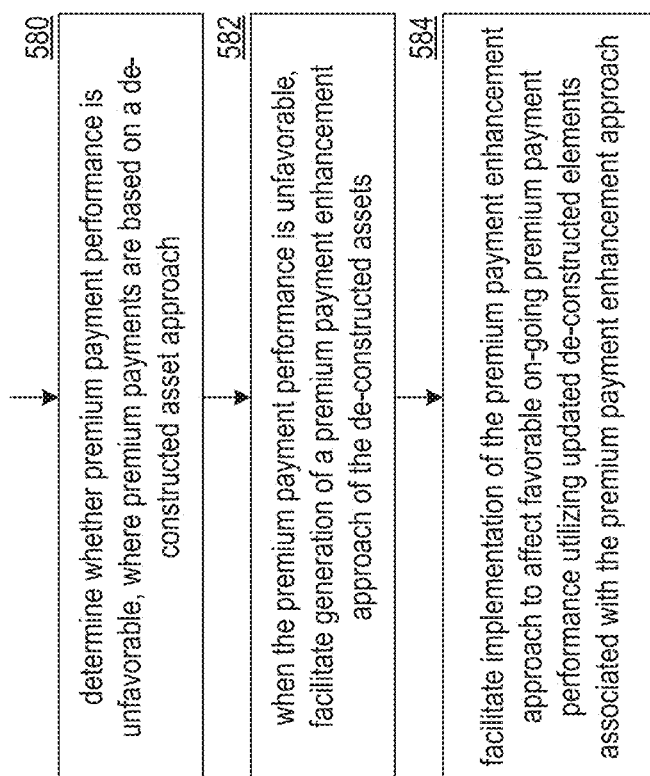 580
determine whether premium payment performance is
unfavorable, where premium payments are based on a de-
constructed asset approach
582
when the premium payment performance is unfavorable,
facilitate generation of a premium payment enhancement
approach of the de-constructed assets
584
facilitate implementation of the premium payment enhancement
approach to affect favorable on-going premium payment
performance utilizing updated de-constructed elements
associated with the premium payment enhancement approach